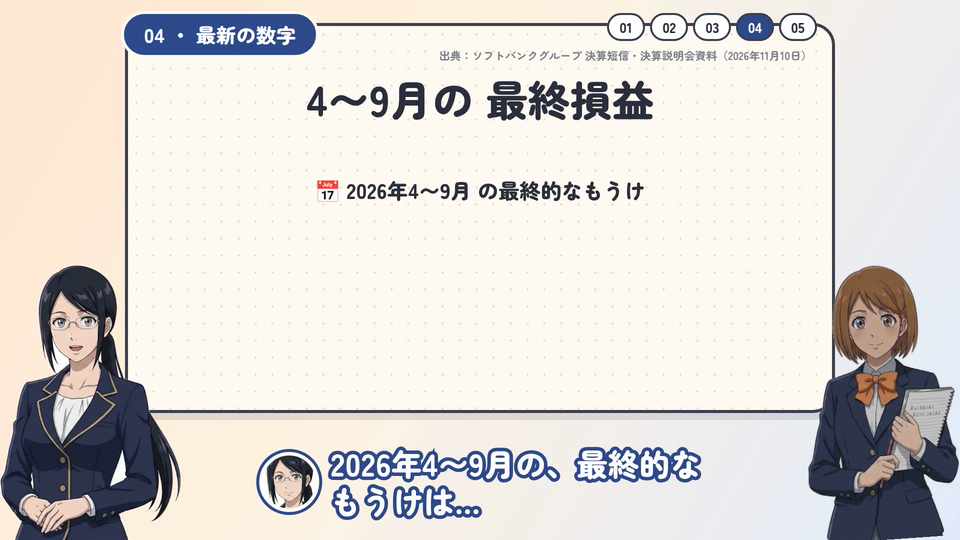 04 ・ 最新の数字
01 02 03 04 05
出典：ソフトバンクグループ 決算短信・決算説明会資料（2026年11月10日）
4〜9月の 最終損益
July 17 2026年4〜9月 の最終的なもうけ
2026年4〜9月の、最終的な
もうけは…